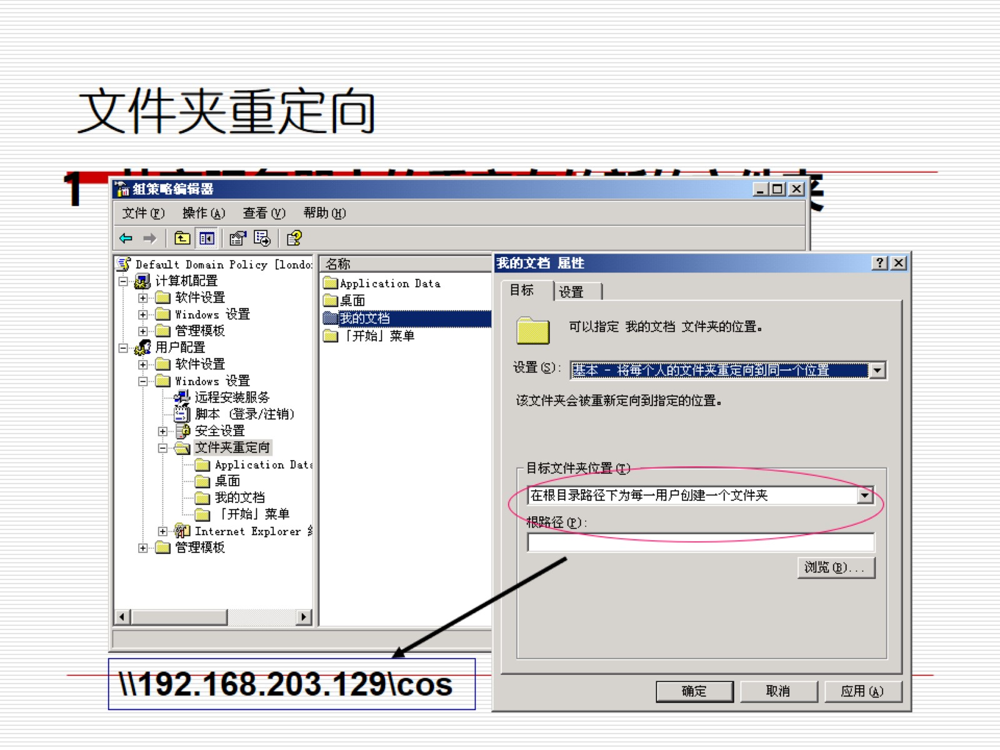 文件夹重定向
1
夹
组策略编辑器
文件(F) 操作(A) 查看(V) 帮助(H)
Default Domain Policy [londo
计算机配置
软件设置
Windows 设置
管理模板
用户配置
软件设置
Windows 设置
远程安装服务
脚本 (登录/注销)
安全设置
文件夹重定向
Application Data
桌面
我的文档
「开始」菜单
Internet Explorer
管理模板
名称
Application Data
桌面
我的文档
「开始」菜单
我的文档 属性
目标 设置
可以指定 我的文档 文件夹的位置。
设置(S): 基本 - 将每个人的文件夹重定向到同一个位置
该文件夹会被重新定向到指定的位置。
目标文件夹位置(T)
在根目录路径下为每一用户创建一个文件夹
根路径(P):
浏览(B)...
确定 取消 应用(A)
\\192.168.203.129\cos